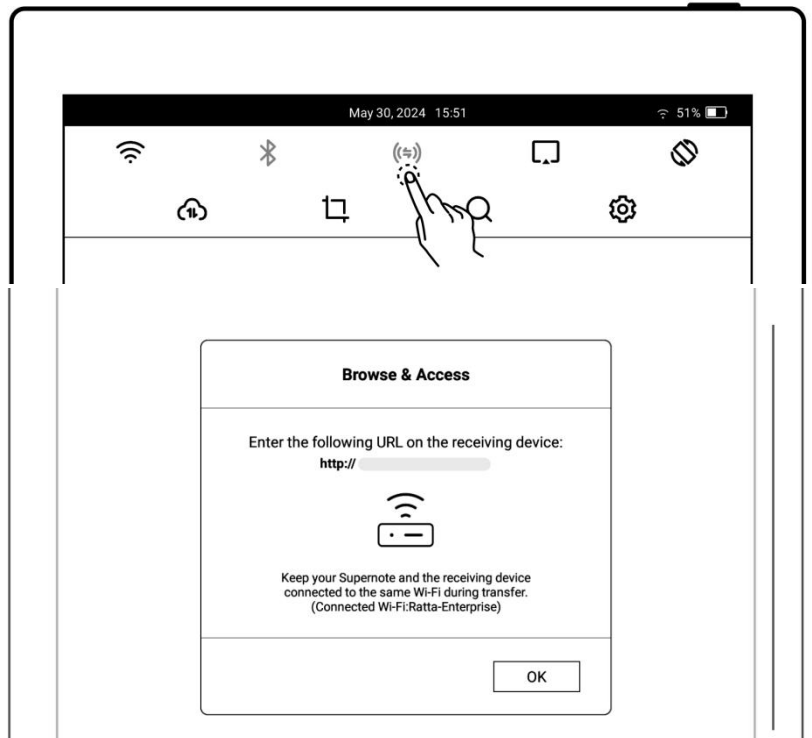 May 30, 2024 15:51
51%
Browse & Access
Enter the following URL on the receiving device:
http://
Keep your Supernote and the receiving device
connected to the same Wi-Fi during transfer.
(Connected Wi-Fi:Ratta-Enterprise)
OK